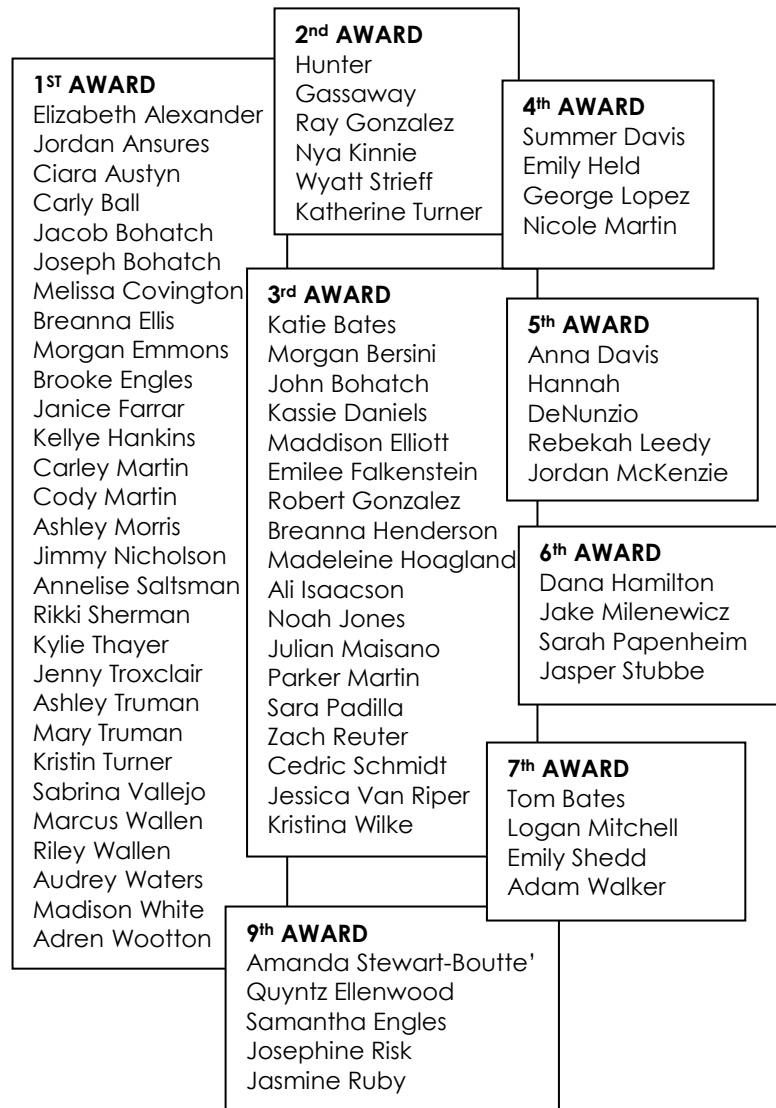 1ST AWARD
Elizabeth Alexander
Jordan Ansures
Ciara Austyn
Carly Ball
Jacob Bohatch
Joseph Bohatch
Melissa Covington
Breanna Ellis
Morgan Emmons
Brooke Engles
Janice Farrar
Kellye Hankins
Carley Martin
Cody Martin
Ashley Morris
Jimmy Nicholson
Annelise Saltsman
Rikki Sherman
Kylie Thayer
Jenny Troxclair
Ashley Truman
Mary Truman
Kristin Turner
Sabrina Vallejo
Marcus Wallen
Riley Wallen
Audrey Waters
Madison White
Adren Wootton
2nd AWARD
Hunter
Gassaway
Ray Gonzalez
Nya Kinnie
Wyatt Strieff
Katherine Turner
3rd AWARD
Katie Bates
Morgan Bersini
John Bohatch
Kassie Daniels
Maddison Elliott
Emilee Falkenstein
Robert Gonzalez
Breanna Henderson
Madeleine Hoagland
Ali Isaacson
Noah Jones
Julian Maisano
Parker Martin
Sara Padilla
Zach Reuter
Cedric Schmidt
Jessica Van Riper
Kristina Wilke
4th AWARD
Summer Davis
Emily Held
George Lopez
Nicole Martin
5th AWARD
Anna Davis
Hannah
DeNunzio
Rebekah Leedy
Jordan McKenzie
6th AWARD
Dana Hamilton
Jake Milenewicz
Sarah Papenheim
Jasper Stubbe
7th AWARD
Tom Bates
Logan Mitchell
Emily Shedd
Adam Walker
9th AWARD
Amanda Stewart-Boutte’
Quyntz Ellenwood
Samantha Engles
Josephine Risk
Jasmine Ruby